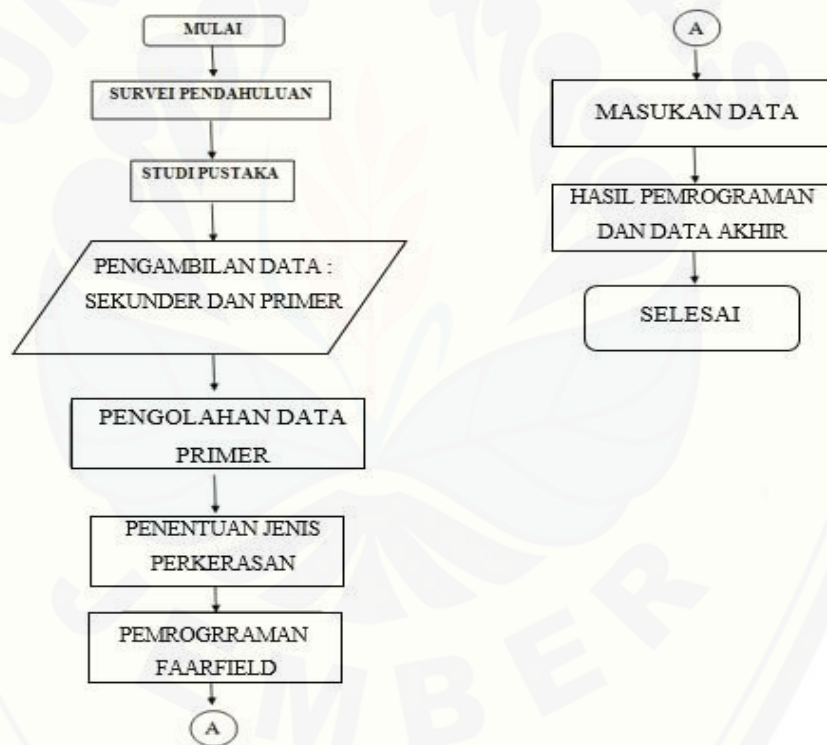 MULAI
SURVEI PENDAHULUAN
STUDI PUSTAKA
PENGAMBILAN DATA :
SEKUNDER DAN PRIMER
PENGOLAHAN DATA
PRIMER
PENENTUAN JENIS
PERKERASAN
PEMROGRRAMAN
FAARFIELD
A
A
MASUKAN DATA
HASIL PEMROGRAMAN
DAN DATA AKHIR
SELESAI
JEMBER